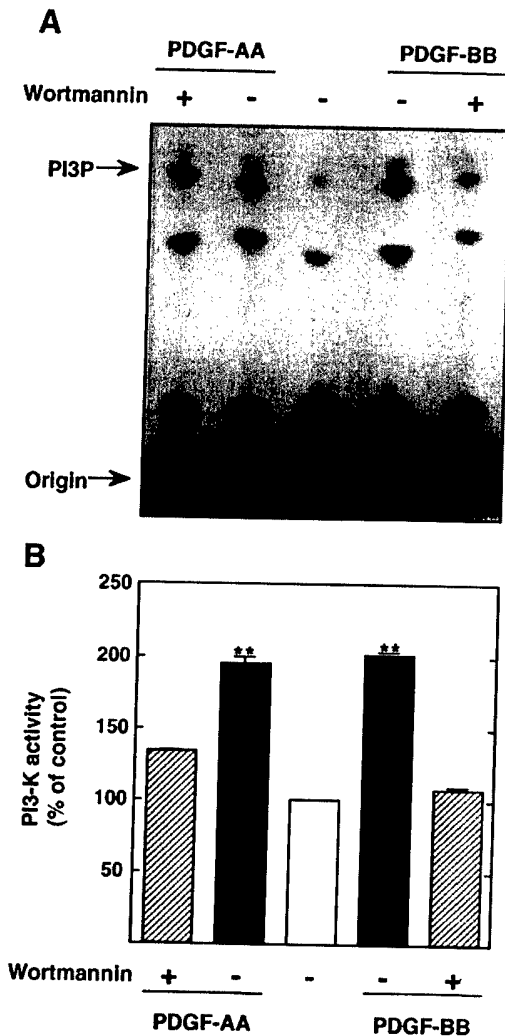 A
PDGF-AA PDGF-BB
Wortmannin + - - - +
PI3P
Origin
B
250
200
150
100
50
PI3-K activity
(% of control)
** **
Wortmannin + - - - +
PDGF-AA PDGF-BB